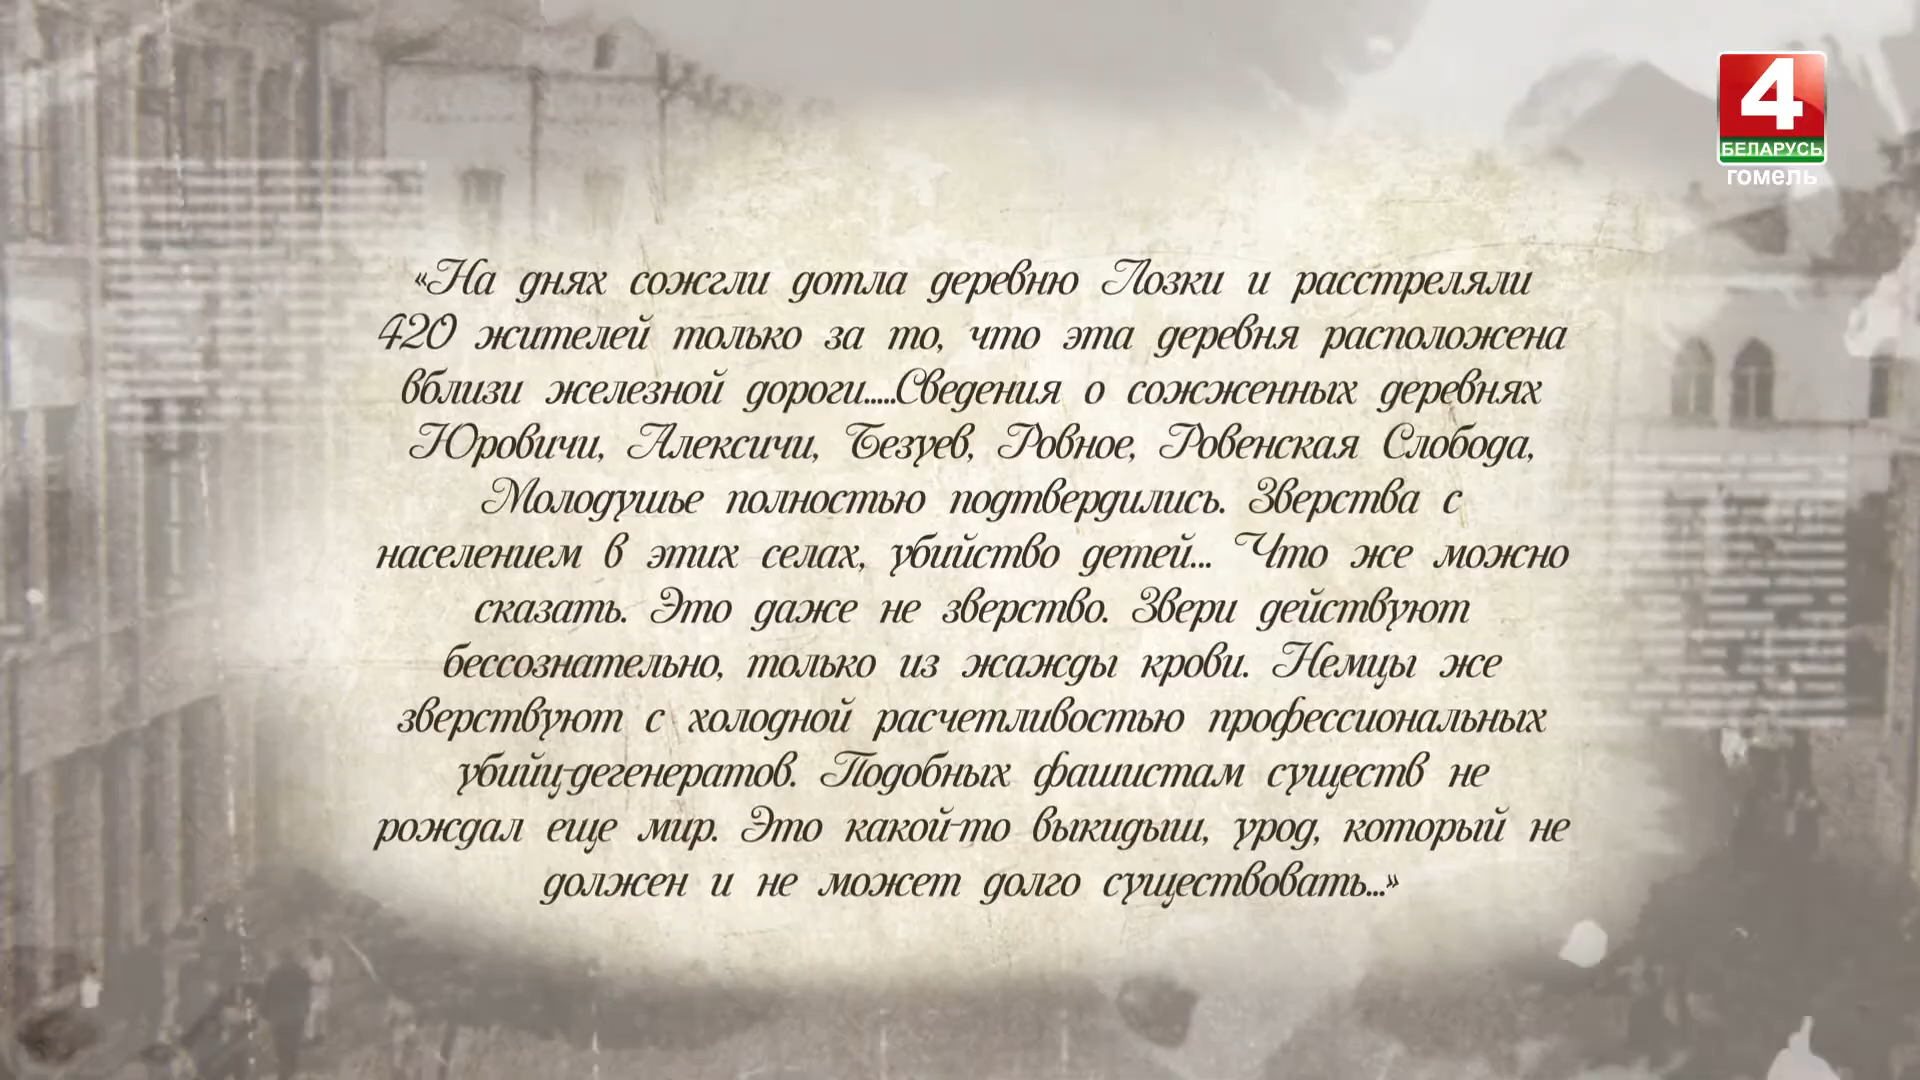 4
БЕЛАРУСЬ
гомель
«На днях сожгли дотла деревню Лозки и расстреляли
420 жителей только за то, что эта деревня расположена
вблизи железной дороги.....Сведения о сожженных деревнях
Юровичи, Алексичи, Безуев, Ровное, Ровенская Слобода,
Молодушье полностью подтвердились. Зверства с
населением в этих селах, убийство детей... Что же можно
сказать. Это даже не зверство. Звери действуют
бессознательно, только из жажды крови. Немцы же
зверствуют с холодной расчетливостью профессиональных
убийц-дегенератов. Подобных фашистам существ не
рождал еще мир. Это какой-то выкидыш, урод, который не
должен и не может долго существовать...»